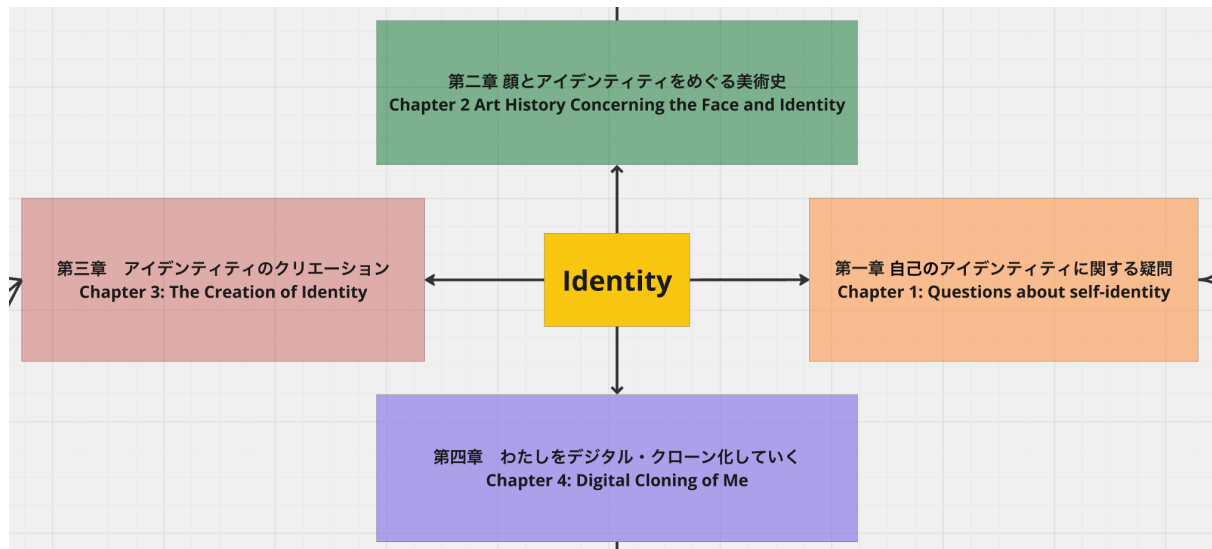 第二章 顔とアイデンティティをめぐる美術史
Chapter 2 Art History Concerning the Face and Identity
第三章　アイデンティティのクリエーション
Chapter 3: The Creation of Identity
Identity
第一章 自己のアイデンティティに関する疑問
Chapter 1: Questions about self-identity
第四章　わたしをデジタル・クローン化していく
Chapter 4: Digital Cloning of Me